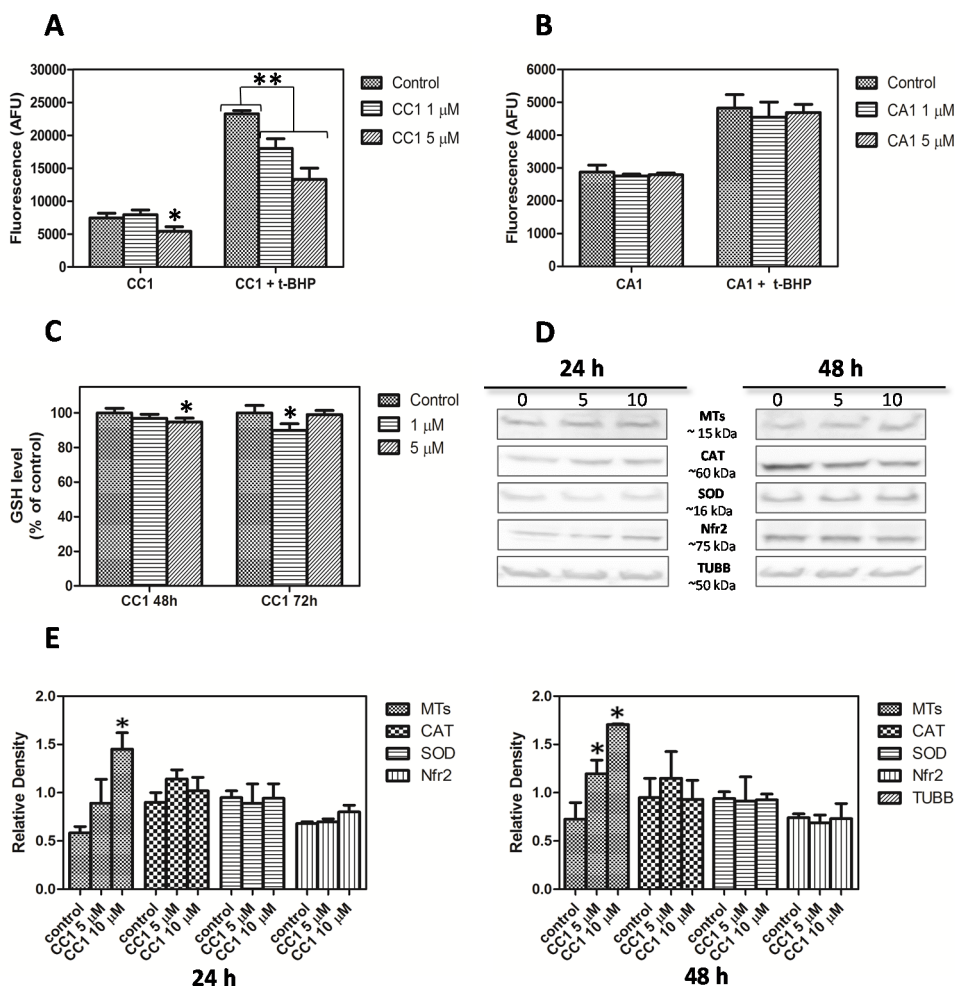 A
30000
25000
20000
15000
10000
5000
0
Fluorescence (AFU)
**
*
CC1
CC1 + t-BHP
Control
CC1 1 μM
CC1 5 μM
B
6000
5000
4000
3000
2000
1000
0
Fluorescence (AFU)
CA1
CA1 + t-BHP
Control
CA1 1 μM
CA1 5 μM
C
100
80
60
40
20
0
GSH level
(% of control)
*
*
CC1 48h
CC1 72h
Control
1 μM
5 μM
D
24 h
48 h
0 5 10
0 5 10
MTs
~ 15 kDa
CAT
~60 kDa
SOD
~16 kDa
Nfr2
~75 kDa
TUBB
~50 kDa
E
2.0
1.5
1.0
0.5
0.0
Relative Density
*
control
CC1 5 μM
CC1 10 μM
control
CC1 5 μM
CC1 10 μM
control
CC1 5 μM
CC1 10 μM
control
CC1 5 μM
CC1 10 μM
24 h
MTs
CAT
SOD
Nfr2
2.0
1.5
1.0
0.5
0.0
Relative Density
*
*
control
CC1 5 μM
CC1 10 μM
control
CC1 5 μM
CC1 10 μM
control
CC1 5 μM
CC1 10 μM
control
CC1 5 μM
CC1 10 μM
48 h
MTs
CAT
SOD
Nfr2
TUBB